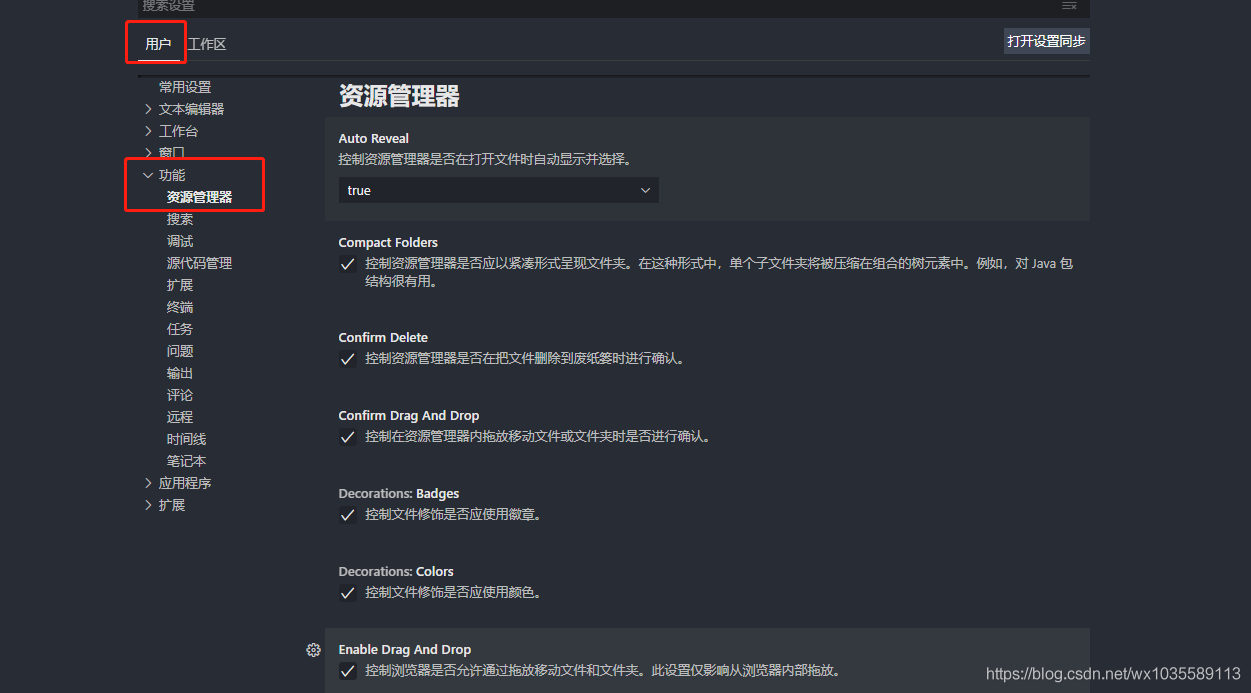 搜索设置
用户
工作区
打开设置同步
常用设置
文本编辑器
工作台
窗口
功能
资源管理器
搜索
调试
源代码管理
扩展
终端
任务
问题
输出
评论
远程
时间线
笔记本
应用程序
扩展
资源管理器
Auto Reveal
控制资源管理器是否在打开文件时自动显示并选择。
true
Compact Folders
控制资源管理器是否应以紧凑形式呈现文件夹。在这种形式中，单个子文件夹将被压缩在组合的树元素中。例如，对 Java 包
结构很有用。
Confirm Delete
控制资源管理器是否在把文件删除到废纸篓时进行确认。
Confirm Drag And Drop
控制在资源管理器内拖放移动文件或文件夹时是否进行确认。
Decorations: Badges
控制文件修饰是否应使用徽章。
Decorations: Colors
控制文件修饰是否应使用颜色。
Enable Drag And Drop
控制浏览器是否允许通过拖放移动文件和文件夹。此设置仅影响从浏览器内部拖放。
https://blog.csdn.net/wx1035589113